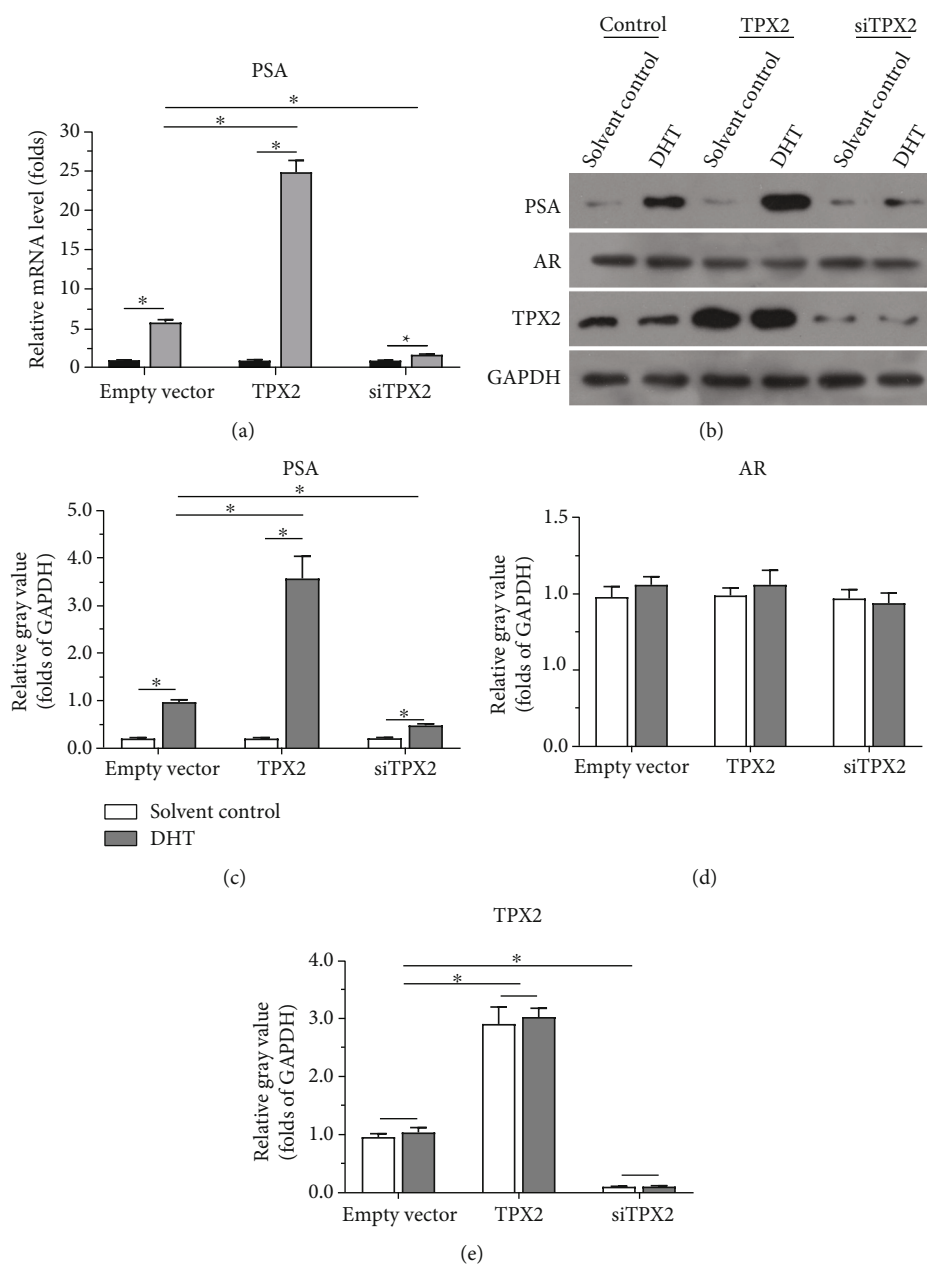 PSA
Relative mRNA level (folds)
30
25
20
15
10
5
0
*
*
*
*
*
Empty vector
TPX2
siTPX2
(a)
Control
TPX2
siTPX2
Solvent control
DHT
Solvent control
DHT
Solvent control
DHT
PSA
AR
TPX2
GAPDH
(b)
PSA
Relative gray value
(folds of GAPDH)
5.0
4.0
3.0
2.0
1.0
0.0
*
*
*
*
*
Empty vector
TPX2
siTPX2
Solvent control
DHT
(c)
AR
Relative gray value
(folds of GAPDH)
1.5
1.0
1.0
0.0
Empty vector
TPX2
siTPX2
(d)
TPX2
Relative gray value
(folds of GAPDH)
4.0
3.0
2.0
1.0
0.0
*
*
Empty vector
TPX2
siTPX2
(e)